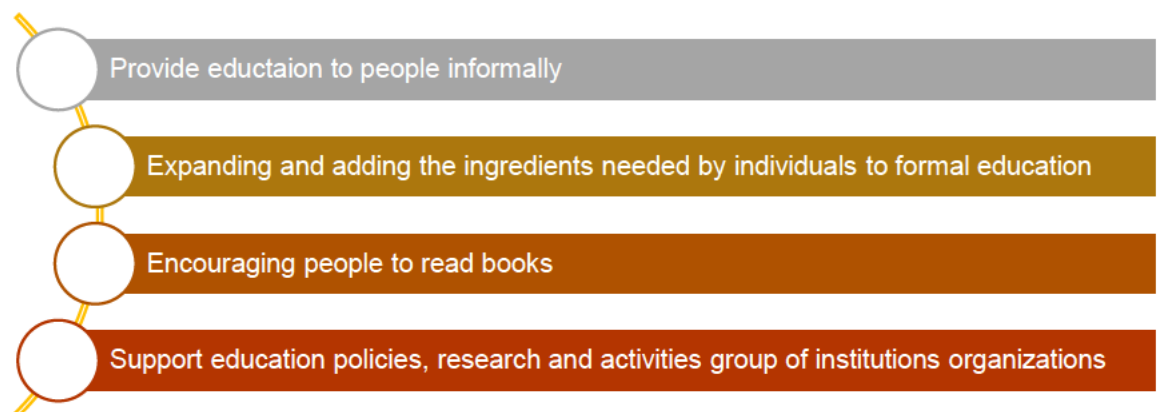 Provide eductaion to people informally
Expanding and adding the ingredients needed by individuals to formal education
Encouraging people to read books
Support education policies, research and activities group of institutions organizations